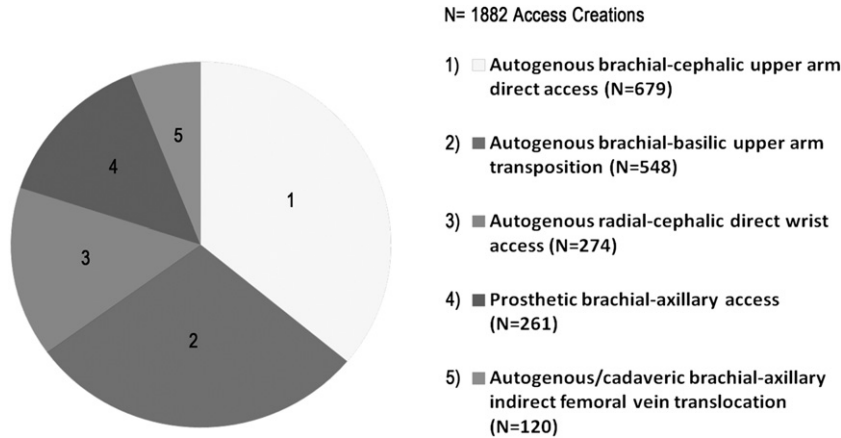 N= 1882 Access Creations
1) Autogenous brachial-cephalic upper arm
direct access (N=679)
2) Autogenous brachial-basilic upper arm
transposition (N=548)
3) Autogenous radial-cephalic direct wrist
access (N=274)
4) Prosthetic brachial-axillary access
(N=261)
5) Autogenous/cadaveric brachial-axillary
indirect femoral vein translocation
(N=120)
5
4
1
3
2